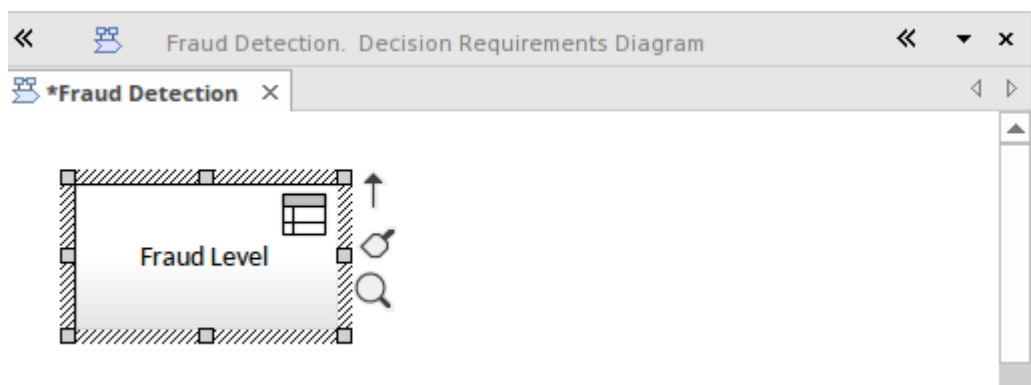 Fraud Detection.  Decision Requirements Diagram
*Fraud Detection
Fraud Level